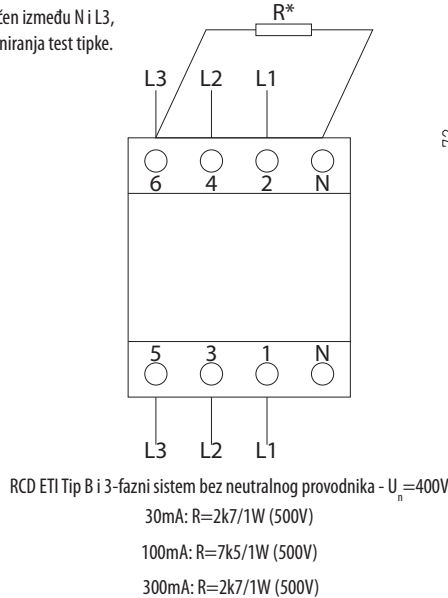 čen između N i L3,
niranja test tipke.
R*
L3 L2 L1
6 4 2 N
5 3 1 N
L3 L2 L1
RCD ETI Tip B i 3-fazni sistem bez neutralnog provodnika - Un=400V
30mA: R=2k7/1W (500V)
100mA: R=7k5/1W (500V)
300mA: R=2k7/1W (500V)